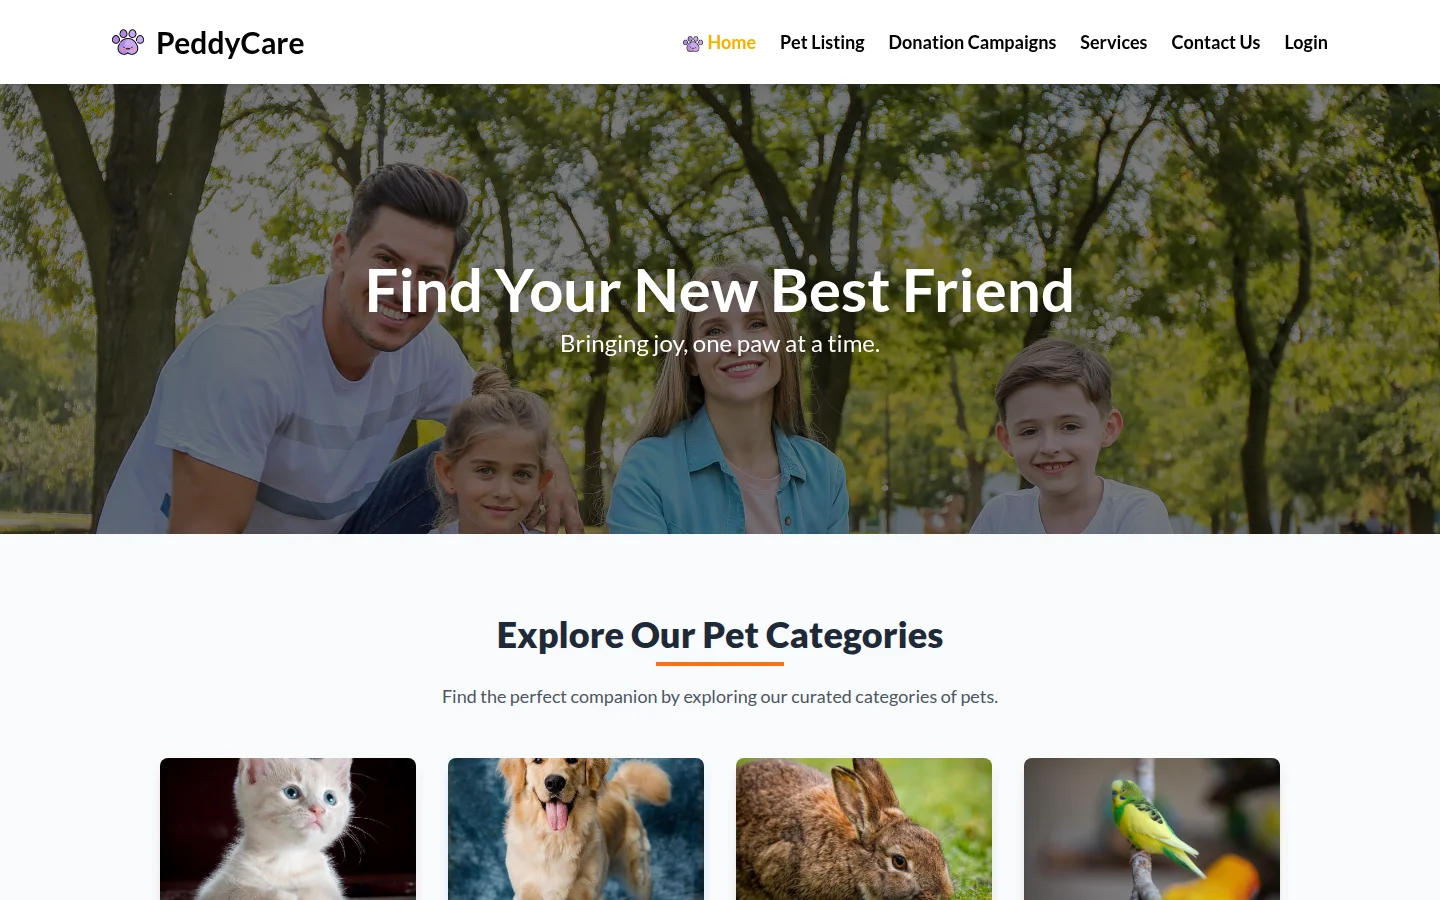 PeddyCare
Home
Pet Listing
Donation Campaigns
Services
Contact Us
Login
Find Your New Best Friend
Bringing joy, one paw at a time.
Explore Our Pet Categories
Find the perfect companion by exploring our curated categories of pets.